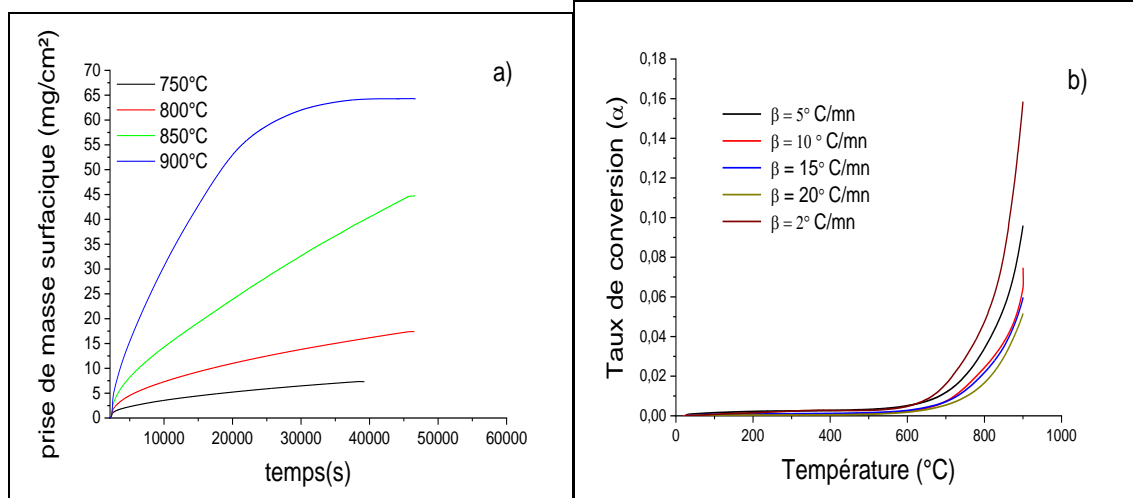 a)
prise de masse surfacique (mg/cm²)
70
65
60
55
50
45
40
35
30
25
20
15
10
5
0
750°C
800°C
850°C
900°C
10000 20000 30000 40000 50000 60000
temps(s)
b)
Taux de conversion (α)
0,18
0,16
0,14
0,12
0,10
0,08
0,06
0,04
0,02
0,00
β = 5° C/mn
β = 10 ° C/mn
β = 15° C/mn
β = 20° C/mn
β = 2° C/mn
0 200 400 600 800 1000
Température (°C)